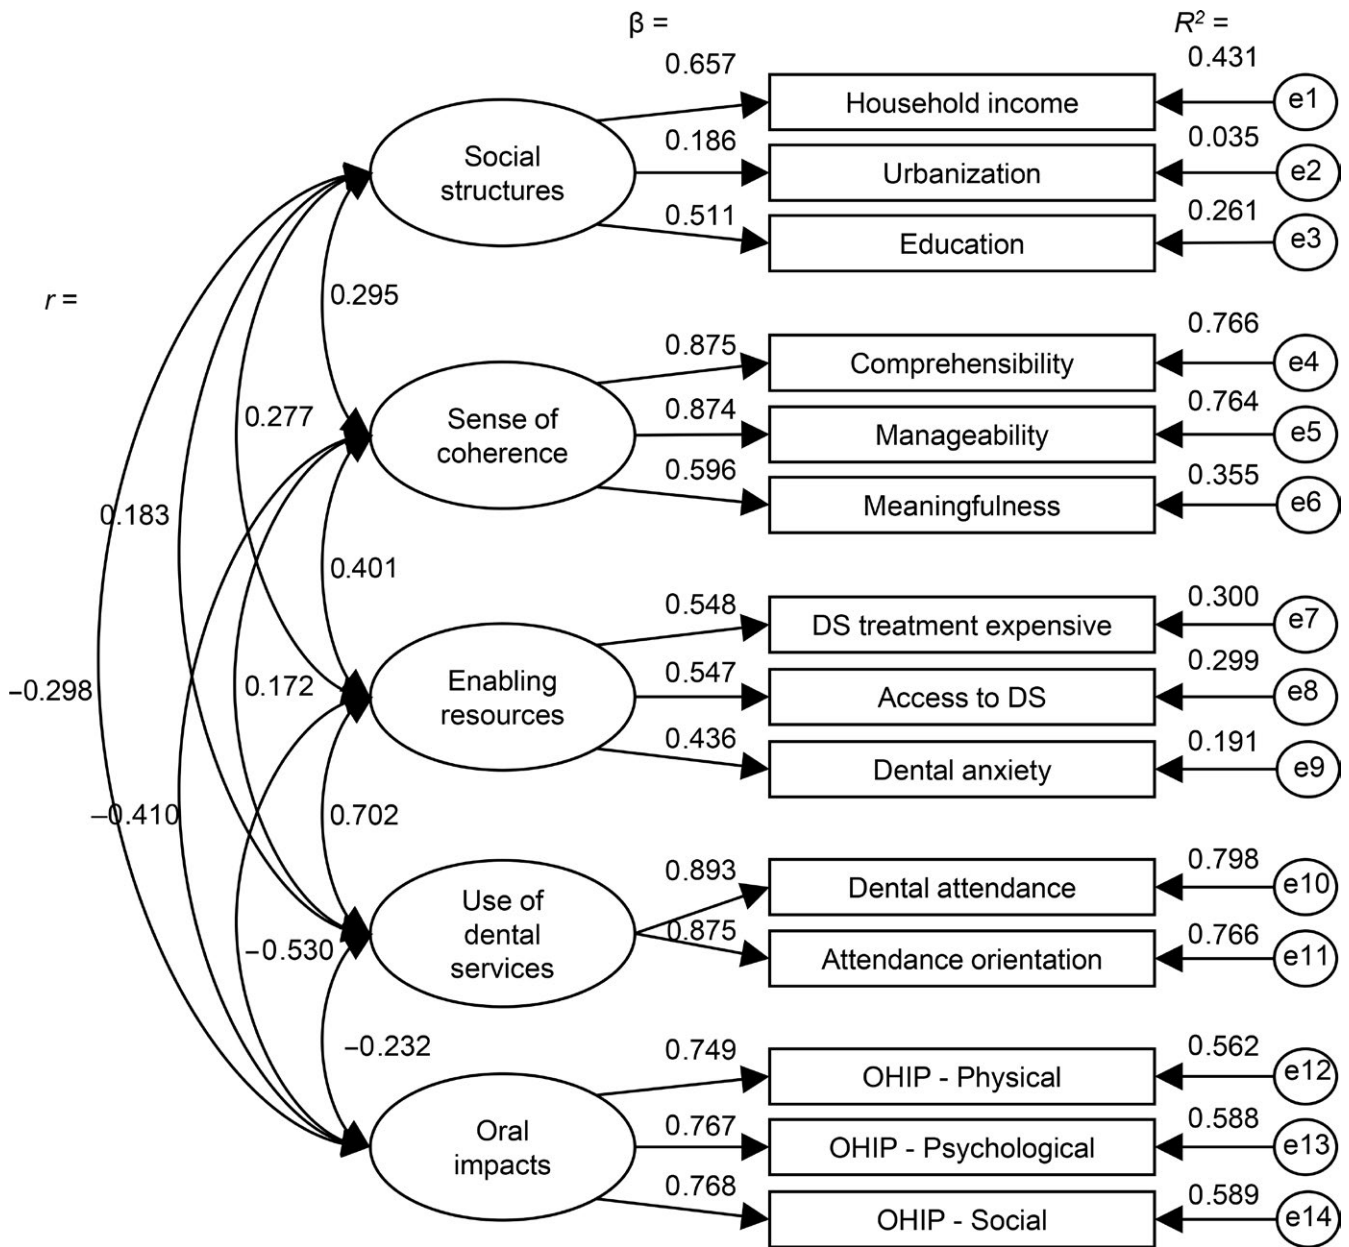 β =
R² =
0.657
Household income
0.431
e1
Social
structures
0.186
Urbanization
0.035
e2
0.511
Education
0.261
e3
r =
0.295
0.875
Comprehensibility
0.766
e4
Sense of
coherence
0.874
Manageability
0.764
e5
0.596
Meaningfulness
0.355
e6
0.277
0.183
0.401
0.548
DS treatment expensive
0.300
e7
Enabling
resources
0.547
Access to DS
0.299
e8
0.436
Dental anxiety
0.191
e9
−0.298
0.172
−0.410
0.702
0.893
Dental attendance
0.798
e10
Use of
dental
services
0.875
Attendance orientation
0.766
e11
−0.530
−0.232
0.749
OHIP - Physical
0.562
e12
Oral
impacts
0.767
OHIP - Psychological
0.588
e13
0.768
OHIP - Social
0.589
e14